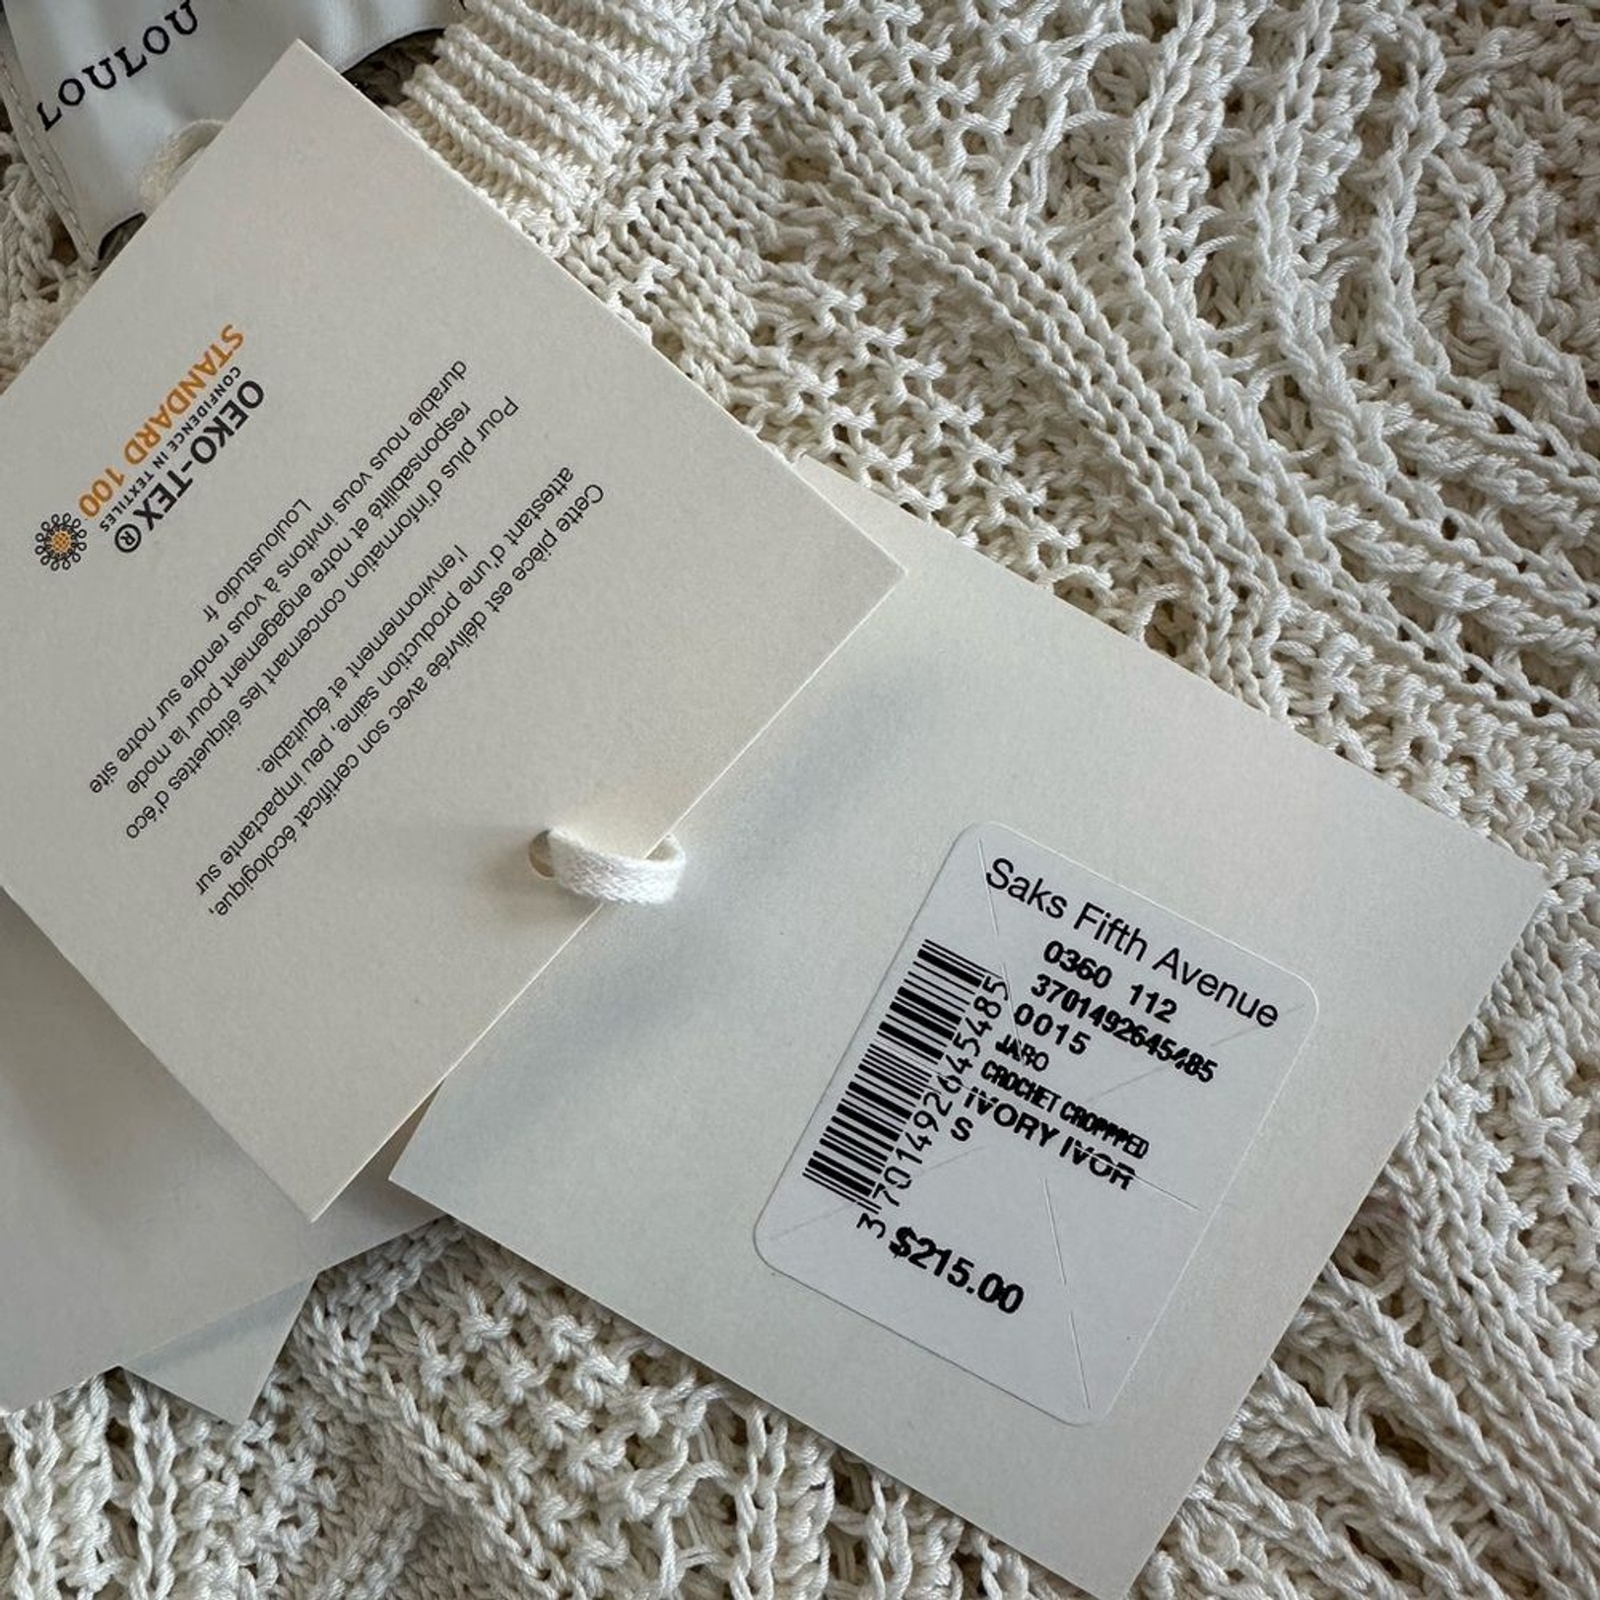 LOULOU
Cette pièce est délivrée avec son certificat écologique,
attestant d'une production saine, peu impactante sur
l'environnement et équitable.
Pour plus d'information concernant les étiquettes d'éco
responsabilité et notre engagement pour la mode
durable nous vous invitons à vous rendre sur notre site
Louloustudio fr
OEKO-TEX®
CONFIDENCE IN TEXTILES
STANDARD 100
Saks Fifth Avenue
0360 112
3701492645485
0015
JARO
CROCHET CROPPPED
IVORY IVOR
S
3 701492645485
$215.00